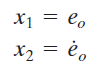 x₁ = eₒ
x₂ = ėₒ